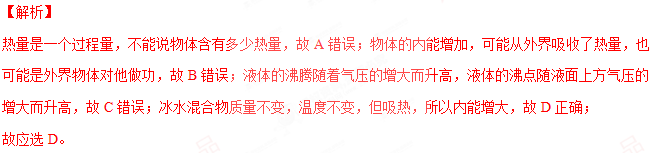 【解析】
热量是一个过程量，不能说物体含有多少热量，故 A 错误；物体的内能增加，可能从外界吸收了热量，也
可能是外界物体对他做功，故 B 错误；液体的沸腾随着气压的增大而升高，液体的沸点随液面上方气压的
增大而升高，故 C 错误；冰水混合物质量不变，温度不变，但吸热，所以内能增大，故 D 正确；
故应选 D。